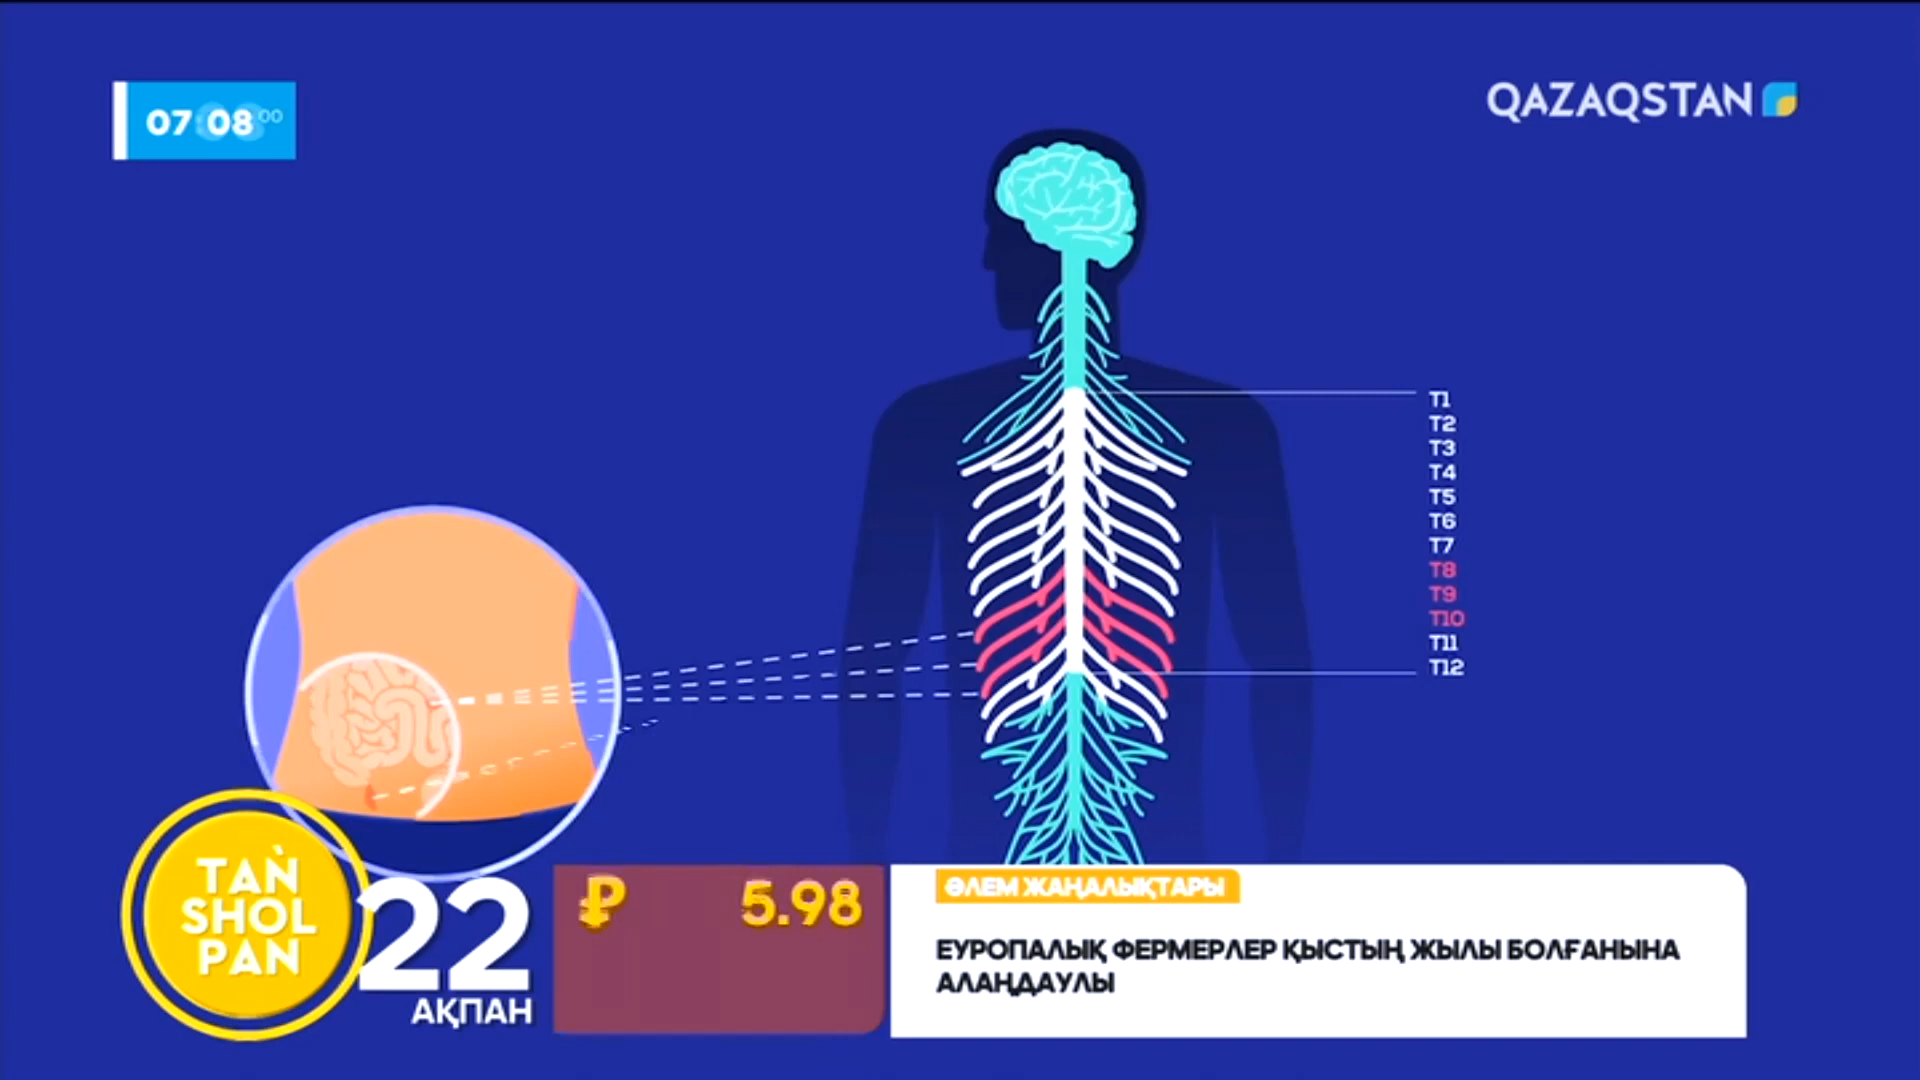 07:08 00
QAZAQSTAN
T1
T2
T3
T4
T5
T6
T7
T8
T9
T10
T11
T12
TAŃ
SHOL
PAN
22
АҚПАН
₽ 5.98
ӘЛЕМ ЖАҢАЛЫҚТАРЫ
ЕУРОПАЛЫҚ ФЕРМЕРЛЕР ҚЫСТЫҢ ЖЫЛЫ БОЛҒАНЫНА
АЛАҢДАУЛЫ